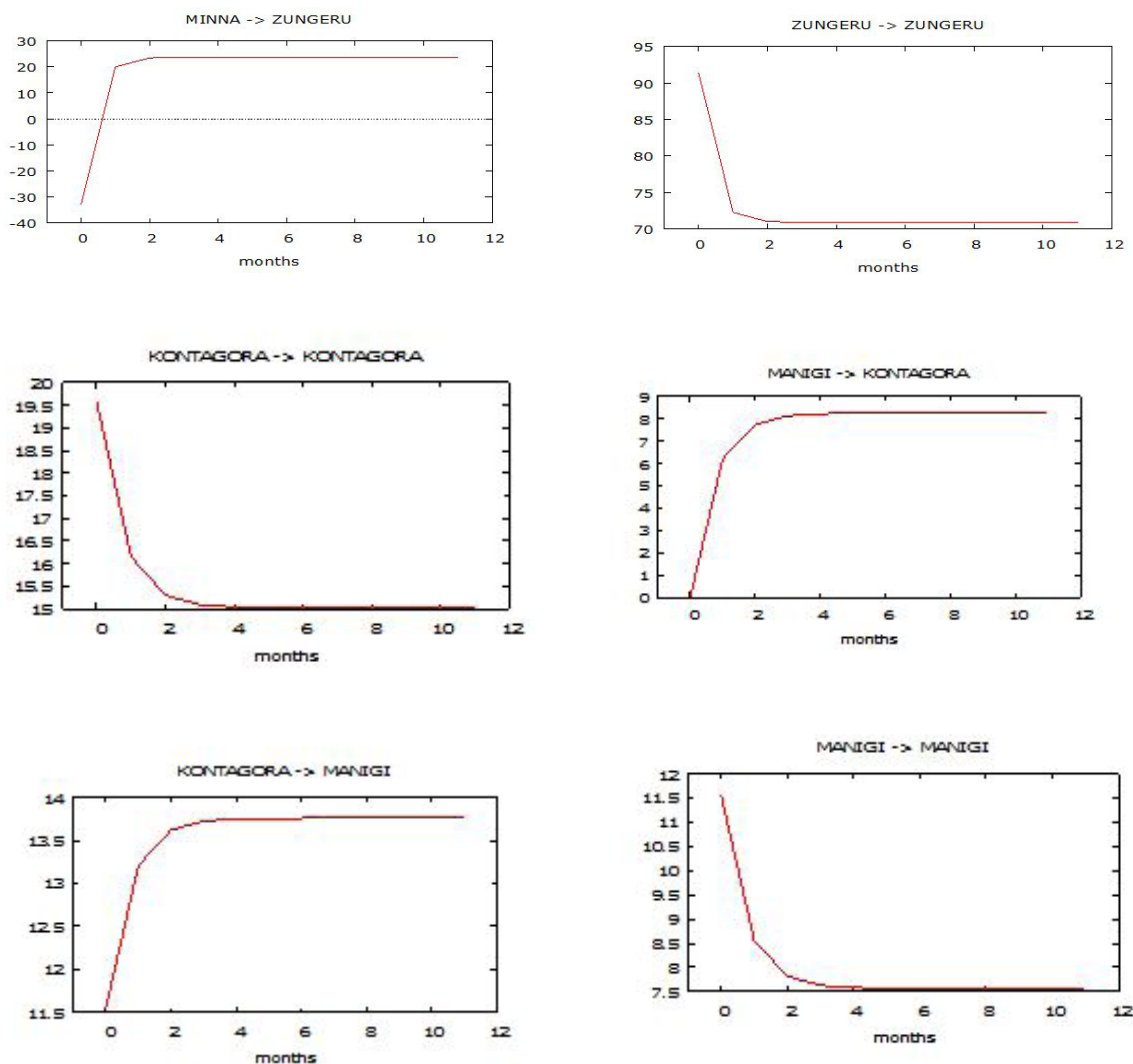 MINNA -> ZUNGERU
30
20
10
0
-10
-20
-30
-40
0 2 4 6 8 10 12
months
ZUNGERU -> ZUNGERU
95
90
85
80
75
70
0 2 4 6 8 10 12
months
KONTAGORA -> KONTAGORA
20
19.5
19
18.5
18
17.5
17
16.5
16
15.5
15
0 2 4 6 8 10 12
months
MANIGI -> KONTAGORA
9
8
7
6
5
4
3
2
1
0
0 2 4 6 8 10 12
months
KONTAGORA -> MANIGI
14
13.5
13
12.5
12
11.5
0 2 4 6 8 10 12
months
MANIGI -> MANIGI
12
11.5
11
10.5
10
9.5
9
8.5
8
7.5
0 2 4 6 8 10 12
months